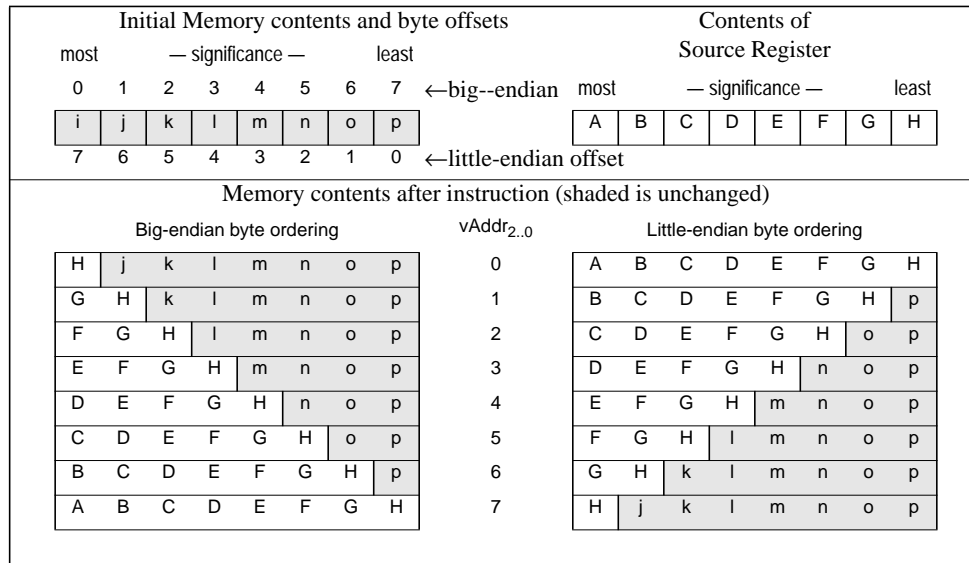 Initial Memory contents and byte offsets
most — significance — least
0 1 2 3 4 5 6 7 ←big--endian
i j k l m n o p
7 6 5 4 3 2 1 0 ←little-endian offset
Contents of
Source Register
most — significance — least
A B C D E F G H
Memory contents after instruction (shaded is unchanged)
Big-endian byte ordering vAddr2..0 Little-endian byte ordering
H j k l m n o p 0 A B C D E F G H
G H k l m n o p 1 B C D E F G H p
F G H l m n o p 2 C D E F G H o p
E F G H m n o p 3 D E F G H n o p
D E F G H n o p 4 E F G H m n o p
C D E F G H o p 5 F G H l m n o p
B C D E F G H p 6 G H k l m n o p
A B C D E F G H 7 H j k l m n o p